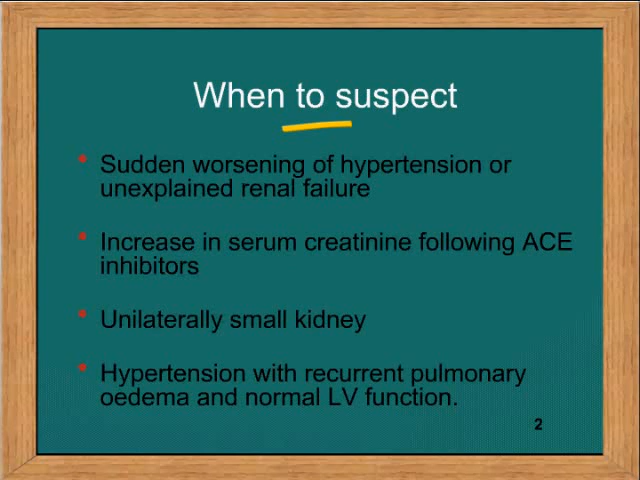 When to suspect
• Sudden worsening of hypertension or
unexplained renal failure
• Increase in serum creatinine following ACE
inhibitors
• Unilaterally small kidney
• Hypertension with recurrent pulmonary
oedema and normal LV function.
2